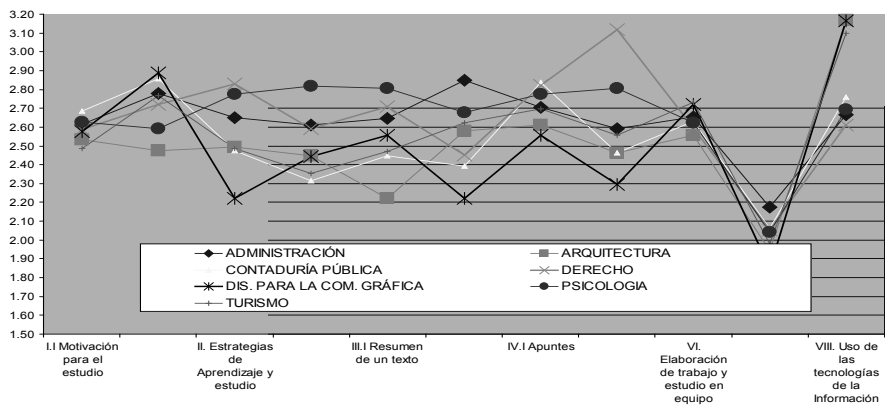 3.20
3.10
3.00
2.90
2.80
2.70
2.60
2.50
2.40
2.30
2.20
2.10
2.00
1.90
1.80
1.70
1.60
1.50
ADMINISTRACIÓN
ARQUITECTURA
CONTADURÍA PÚBLICA
DERECHO
DIS. PARA LA COM. GRÁFICA
PSICOLOGIA
TURISMO
I.I Motivación
para el
estudio
II. Estrategias
de
Aprendizaje y
estudio
III.I Resumen
de un texto
IV.I Apuntes
VI.
Elaboración
de trabajo y
estudio en
equipo
VIII. Uso de
las
tecnologías
de la
Información